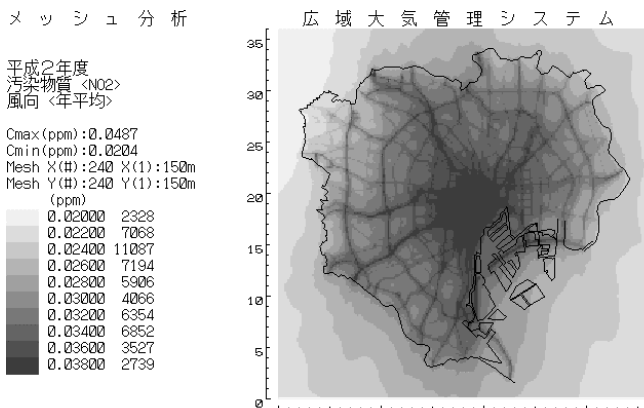 メッシュ分析
広域大気管理システム
平成2年度
汚染物質 <NO2>
風向 <年平均>
Cmax(ppm):0.0487
Cmin(ppm):0.0204
Mesh X(#):240 X(1):150m
Mesh Y(#):240 Y(1):150m
(ppm)
0.02000 2328
0.02200 7068
0.02400 11087
0.02600 7194
0.02800 5906
0.03000 4066
0.03200 6354
0.03400 6852
0.03600 3527
0.03800 2739
35
30
25
20
15
10
5
0